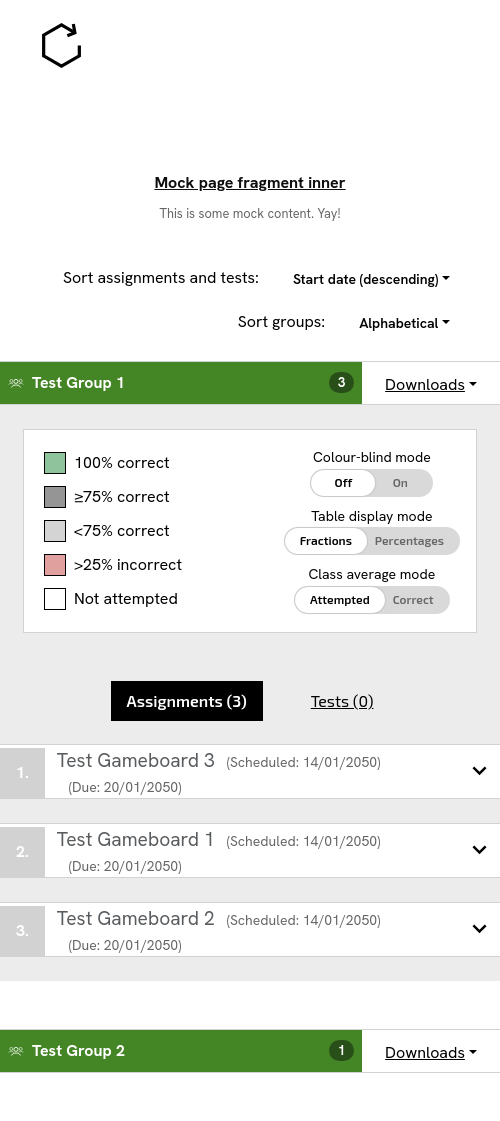 Mock page fragment inner
This is some mock content. Yay!
Sort assignments and tests: Start date (descending)
Sort groups: Alphabetical
Test Group 1 3 Downloads
100% correct
≥75% correct
<75% correct
>25% incorrect
Not attempted
Colour-blind mode
Off On
Table display mode
Fractions Percentages
Class average mode
Attempted Correct
Assignments (3) Tests (0)
1. Test Gameboard 3 (Scheduled: 14/01/2050)
(Due: 20/01/2050)
2. Test Gameboard 1 (Scheduled: 14/01/2050)
(Due: 20/01/2050)
3. Test Gameboard 2 (Scheduled: 14/01/2050)
(Due: 20/01/2050)
Test Group 2 1 Downloads